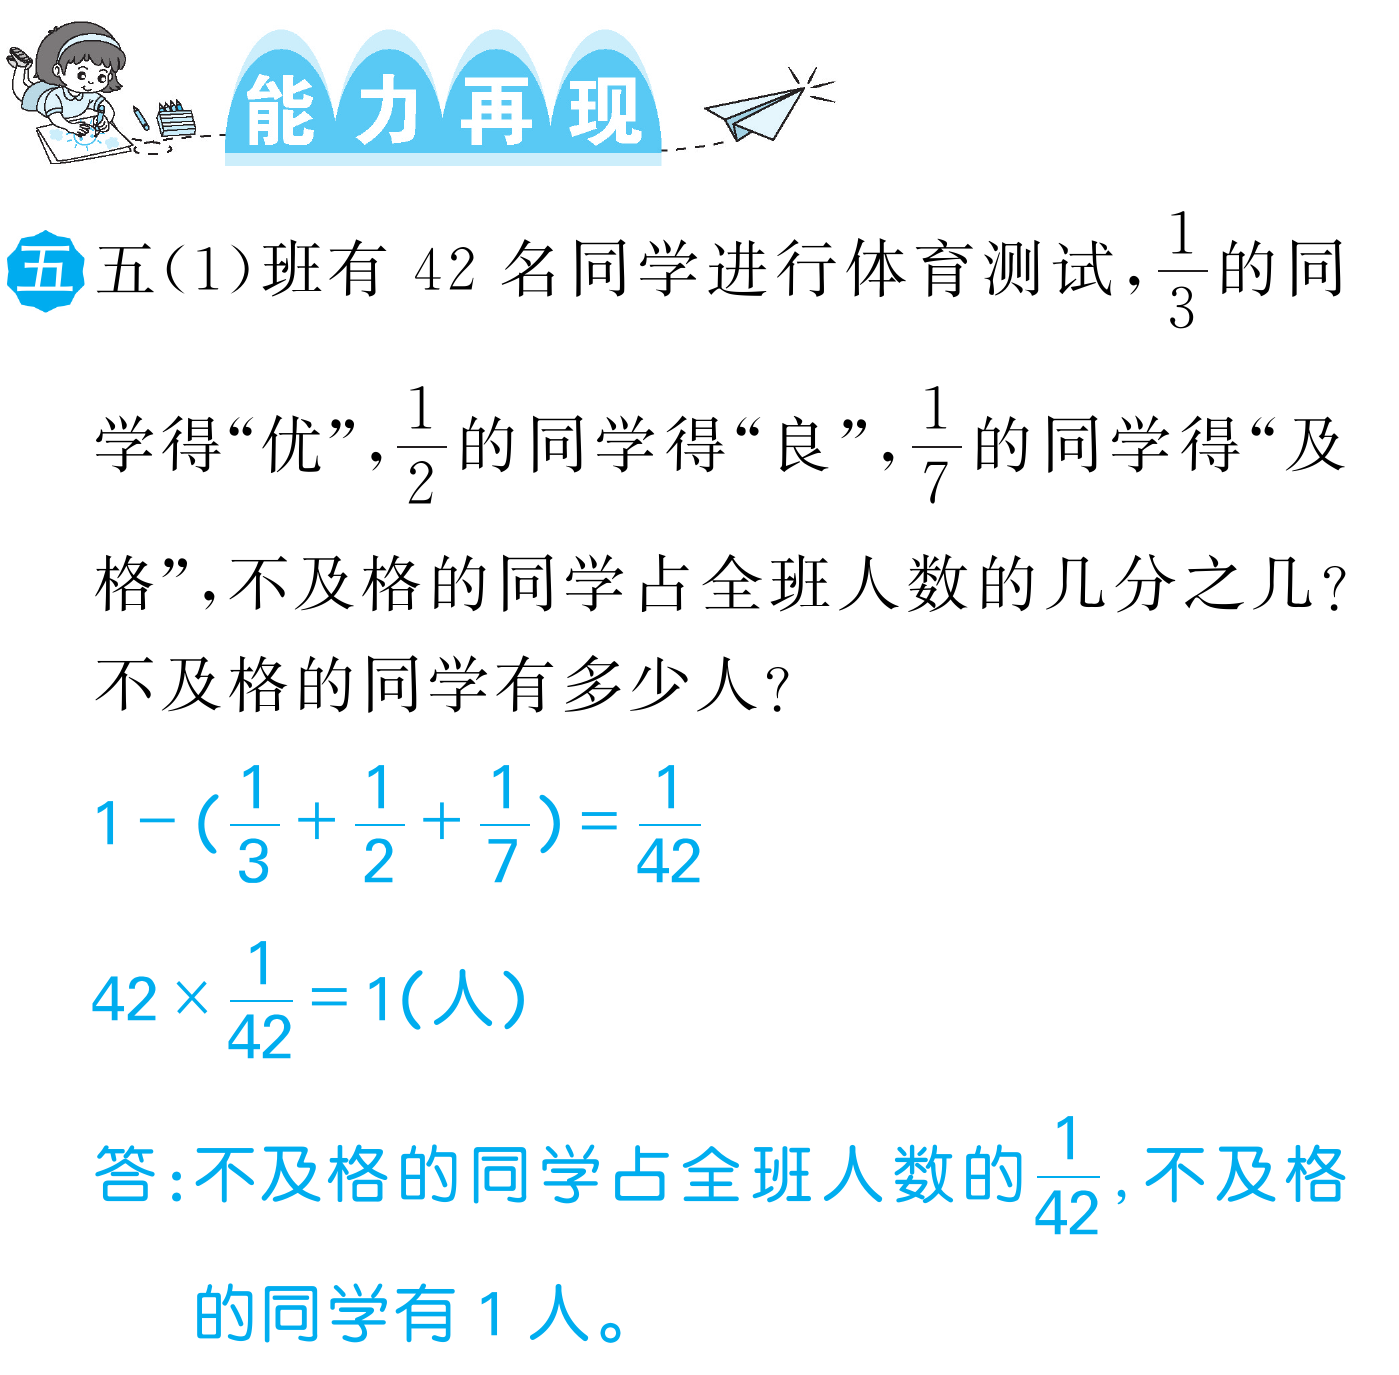 能力再现
五 五(1)班有 42 名同学进行体育测试,1/3的同
学得“优”,1/2的同学得“良”,1/7的同学得“及
格”,不及格的同学占全班人数的几分之几?
不及格的同学有多少人?
1-(1/3+1/2+1/7)=1/42
42×1/42=1(人)
答:不及格的同学占全班人数的1/42,不及格
的同学有 1 人。